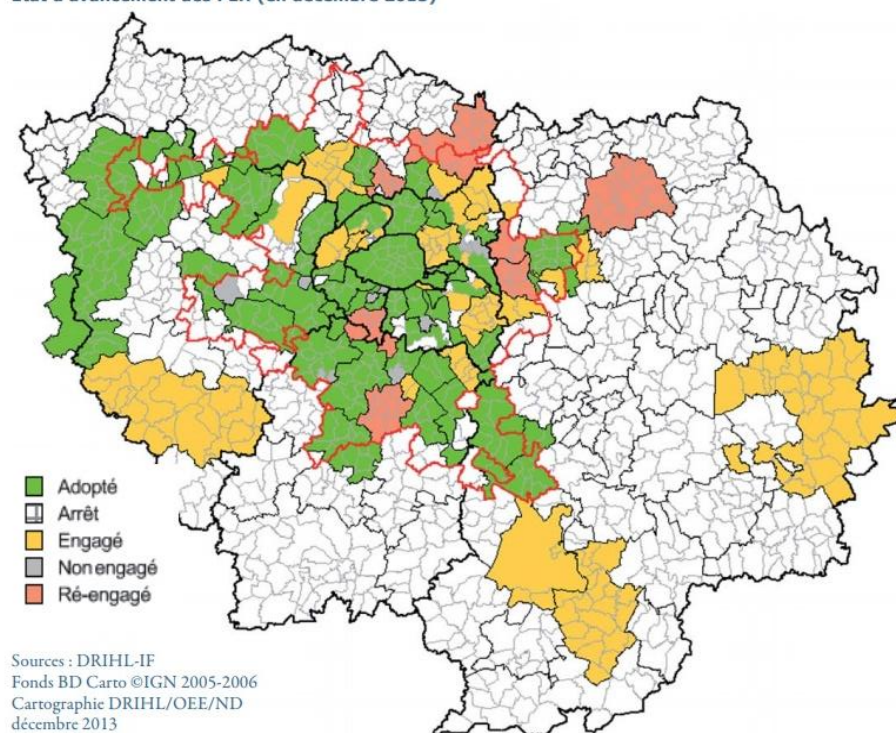 Adopté
Arrêt
Engagé
Non engagé
Ré-engagé
Sources : DRIHL-IF
Fonds BD Carto ©IGN 2005-2006
Cartographie DRIHL/OEE/ND
décembre 2013